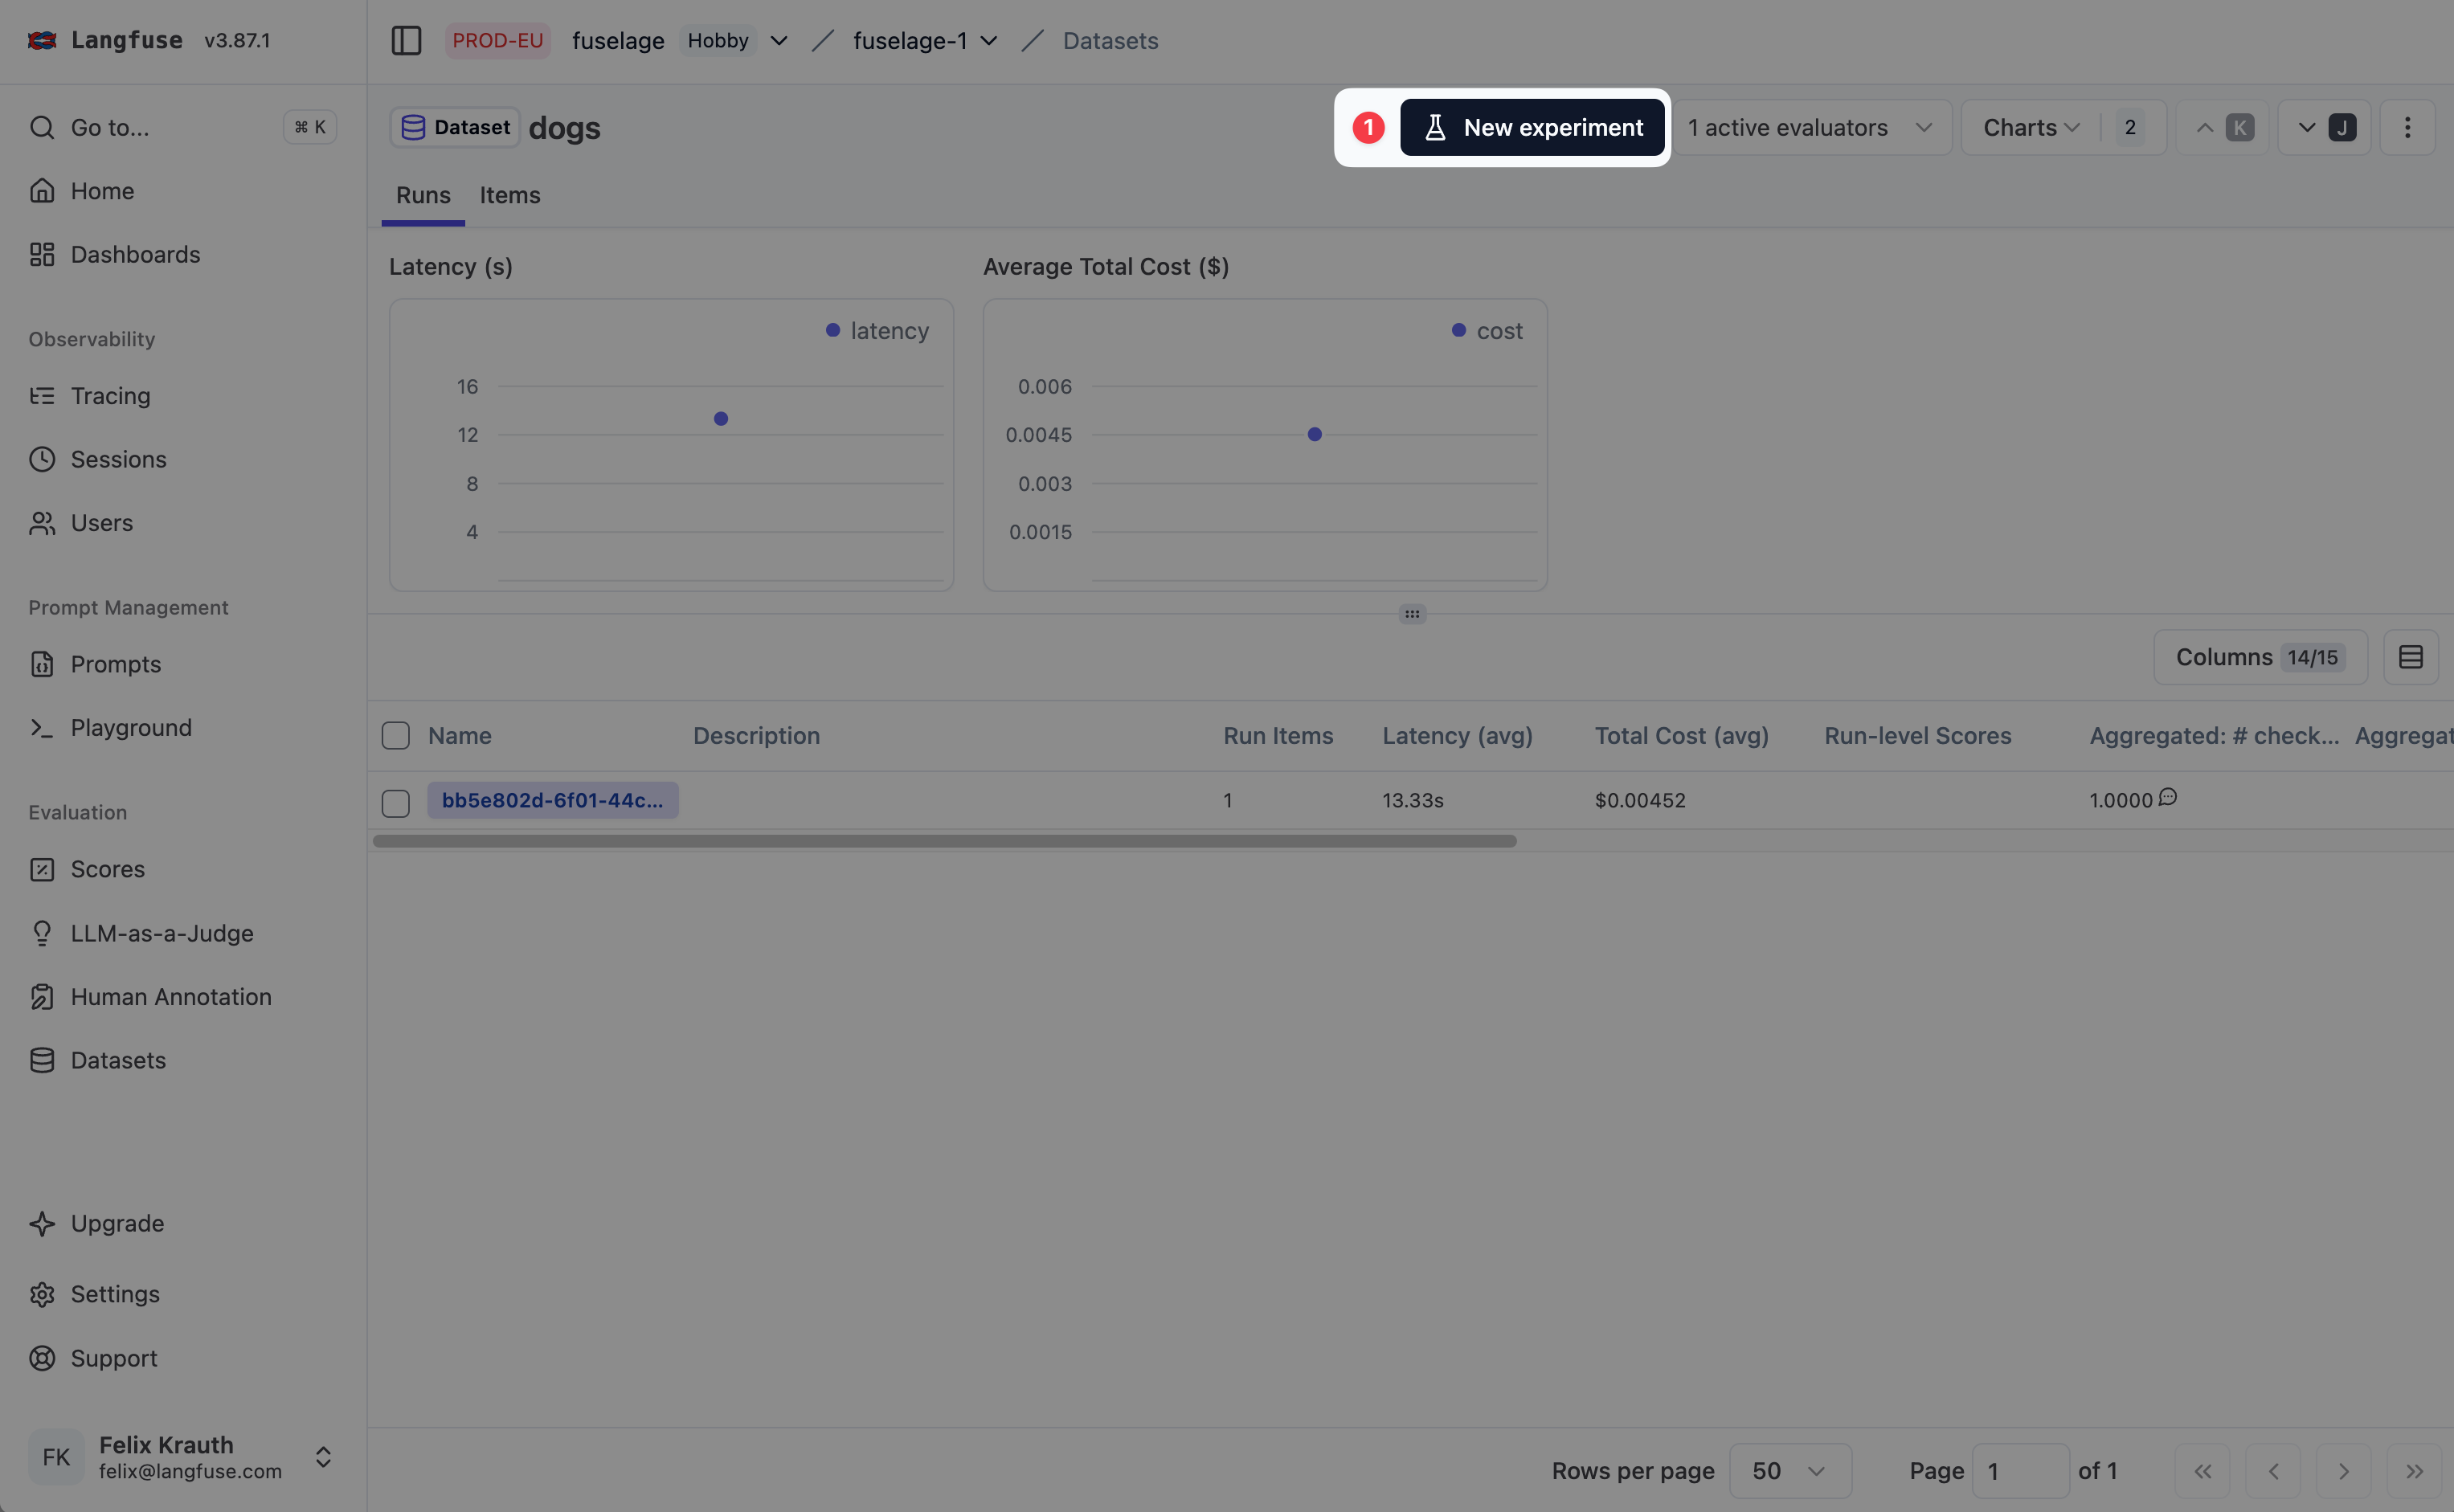 Langfuse v3.87.1
PROD-EU fuselage Hobby fuselage-1 Datasets
Go to... ⌘ K
Home
Dashboards
Observability
Tracing
Sessions
Users
Prompt Management
Prompts
Playground
Evaluation
Scores
LLM-as-a-Judge
Human Annotation
Datasets
Upgrade
Settings
Support
FK
Felix Krauth
felix@langfuse.com
Dataset dogs
1 New experiment 1 active evaluators Charts 2 K J
Runs Items
Latency (s)
latency
16
12
8
4
Average Total Cost ($)
cost
0.006
0.0045
0.003
0.0015
Columns 14/15
Name Description Run Items Latency (avg) Total Cost (avg) Run-level Scores Aggregated: # check... Aggregat
bb5e802d-6f01-44c... 1 13.33s $0.00452 1.0000
Rows per page 50 Page 1 of 1